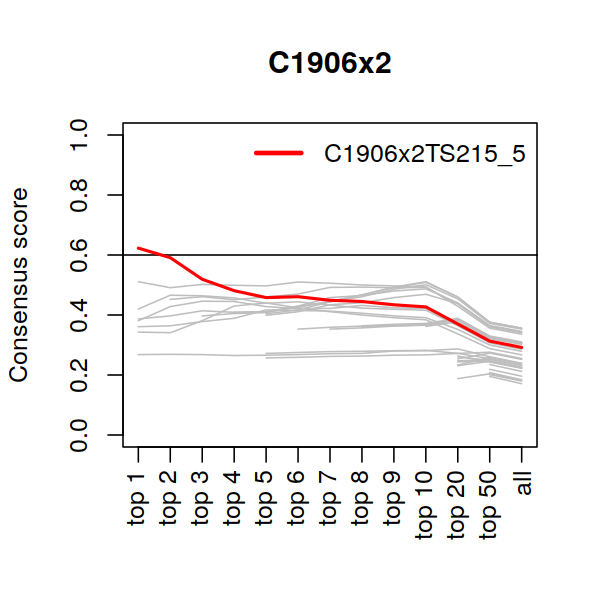 C1906x2
C1906x2TS215_5
Consensus score
1.0
0.8
0.6
0.4
0.2
0.0
top 1
top 2
top 3
top 4
top 5
top 6
top 7
top 8
top 9
top 10
top 20
top 50
all